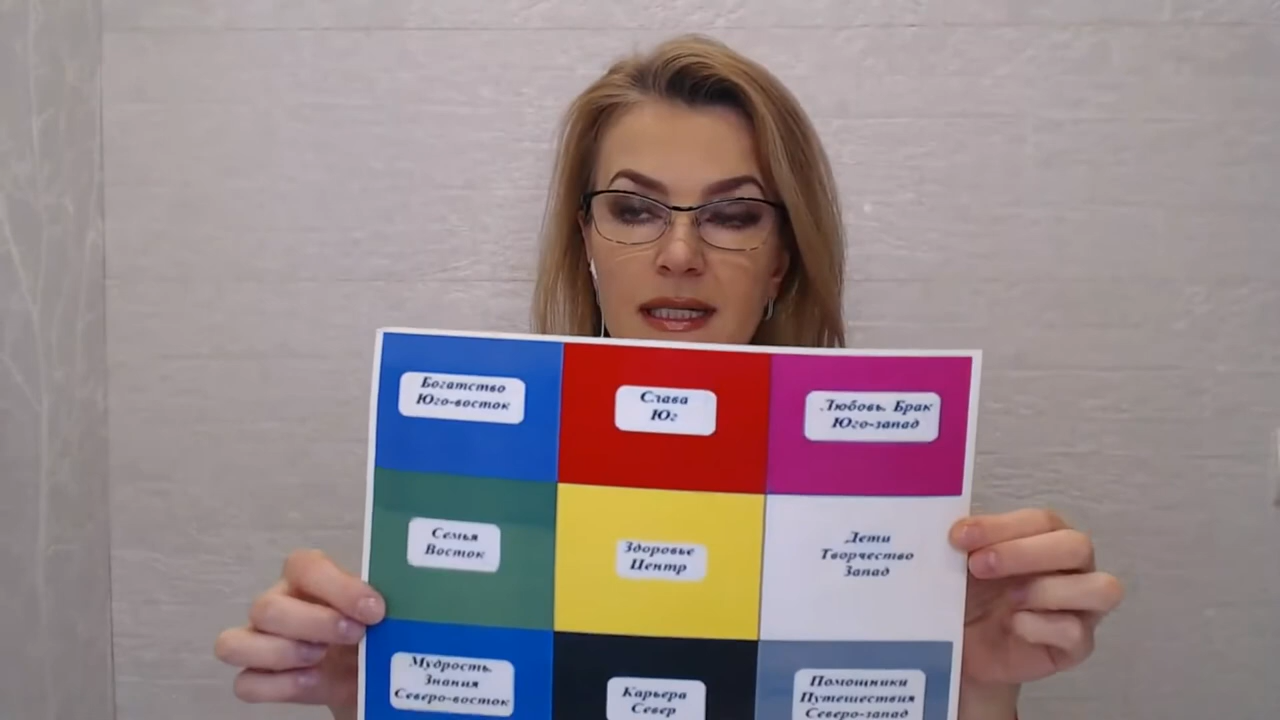 Богатство
Юго-восток
Слава
Юг
Любовь. Брак
Юго-запад
Семья
Восток
Здоровье
Центр
Дети
Творчество
Запад
Мудрость.
Знания
Северо-восток
Карьера
Север
Помощники
Путешествия
Северо-запад